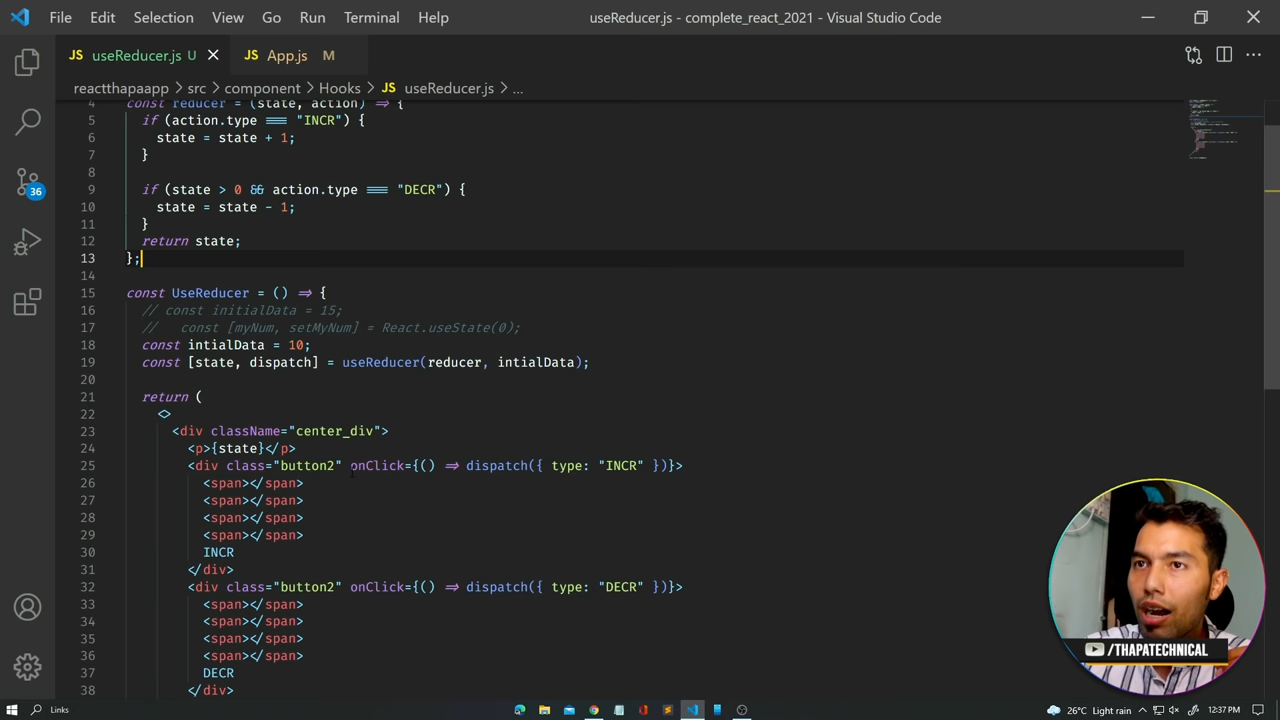 File Edit Selection View Go Run Terminal Help useReducer.js - complete_react_2021 - Visual Studio Code
JS useReducer.js U JS App.js M
reactthapaapp > src > component > Hooks > JS useReducer.js > ...
4 const reducer = (state, action) => {
5 if (action.type === "INCR") {
6 state = state + 1;
7 }
8
9 if (state > 0 && action.type === "DECR") {
10 state = state - 1;
11 }
12 return state;
13 };
14
15 const UseReducer = () => {
16 // const initialData = 15;
17 //   const [myNum, setMyNum] = React.useState(0);
18 const intialData = 10;
19 const [state, dispatch] = useReducer(reducer, intialData);
20
21 return (
22 <>
23 <div className="center_div">
24 <p>{state}</p>
25 <div class="button2" onClick={() => dispatch({ type: "INCR" })}>
26 <span></span>
27 <span></span>
28 <span></span>
29 <span></span>
30 INCR
31 </div>
32 <div class="button2" onClick={() => dispatch({ type: "DECR" })}>
33 <span></span>
34 <span></span>
35 <span></span>
36 <span></span>
37 DECR
38 </div>
36
/THAPATECHNICAL
Links 26°C Light rain 12:37 PM